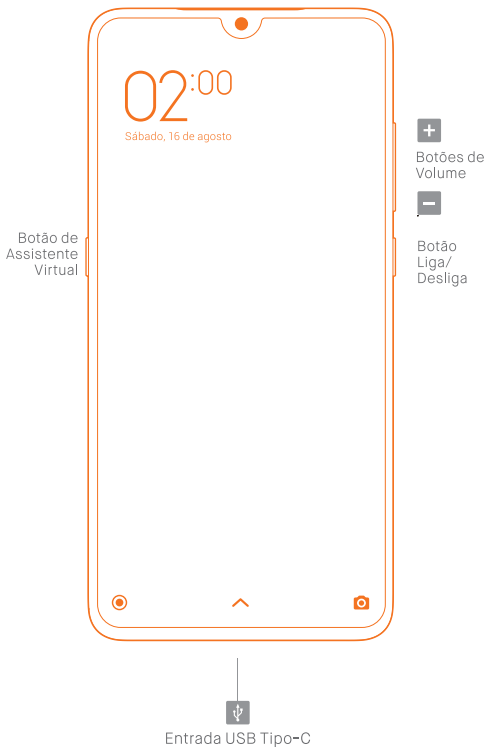 02:00
Sábado, 16 de agosto
Botões de
Volume
Botão de
Assistente
Virtual
Botão
Liga/
Desliga
Entrada USB Tipo-C